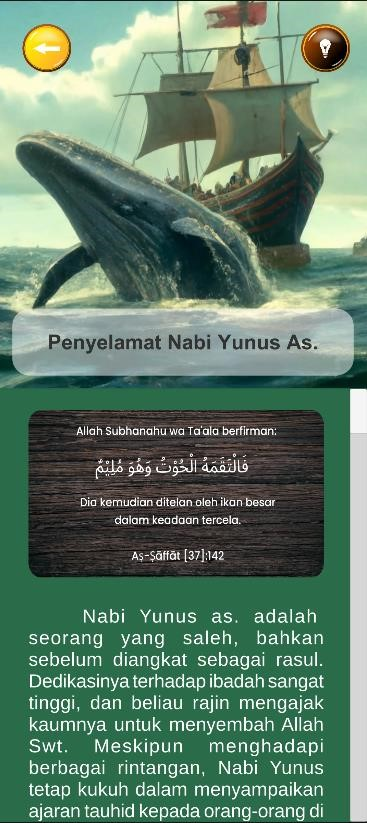 Penyelamat Nabi Yunus As.
Allah Subhanahu wa Ta'ala berfirman:
فَالْتَقَمَهُ الْحُوْتُ وَهُوَ مُلِيْمٌ
Dia kemudian ditelan oleh ikan besar
dalam keadaan tercela.
Aṣ-Ṣāffāt [37]:142
Nabi Yunus as. adalah
seorang yang saleh, bahkan
sebelum diangkat sebagai rasul.
Dedikasinya terhadap ibadah sangat
tinggi, dan beliau rajin mengajak
kaumnya untuk menyembah Allah
Swt. Meskipun menghadapi
berbagai rintangan, Nabi Yunus
tetap kukuh dalam menyampaikan
ajaran tauhid kepada orang-orang di